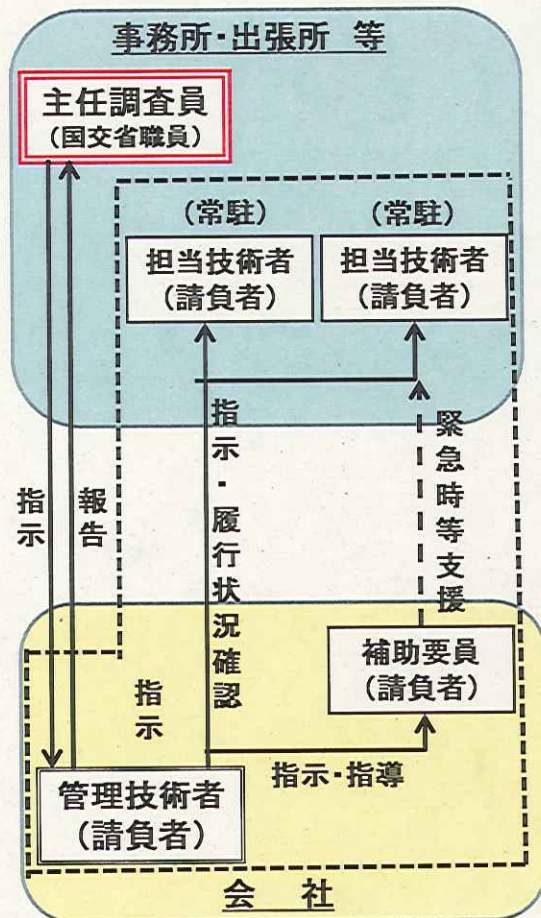 事務所・出張所 等
主任調査員
(国交省職員)
(常駐)
(常駐)
担当技術者
(請負者)
担当技術者
(請負者)
指示
報告
指示・履行状況確認
緊急時等支援
指示
補助要員
(請負者)
指示・指導
管理技術者
(請負者)
会 社